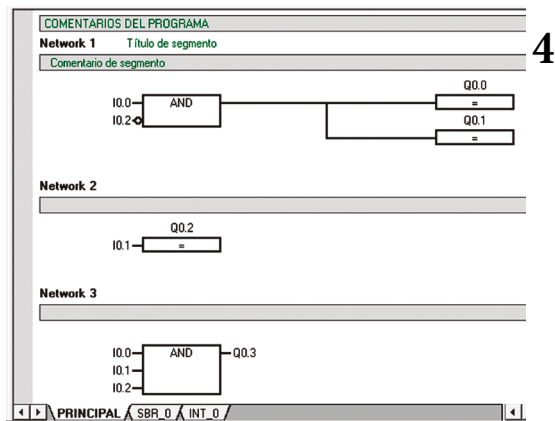 COMENTARIOS DEL PROGRAMA
Network 1 Título de segmento
4
Comentario de segmento
Q0.0
I0.0 AND =
I0.2 Q0.1
=
Network 2
Q0.2
I0.1 =
Network 3
I0.0 AND Q0.3
I0.1
I0.2
PRINCIPAL SBR_0 INT_0